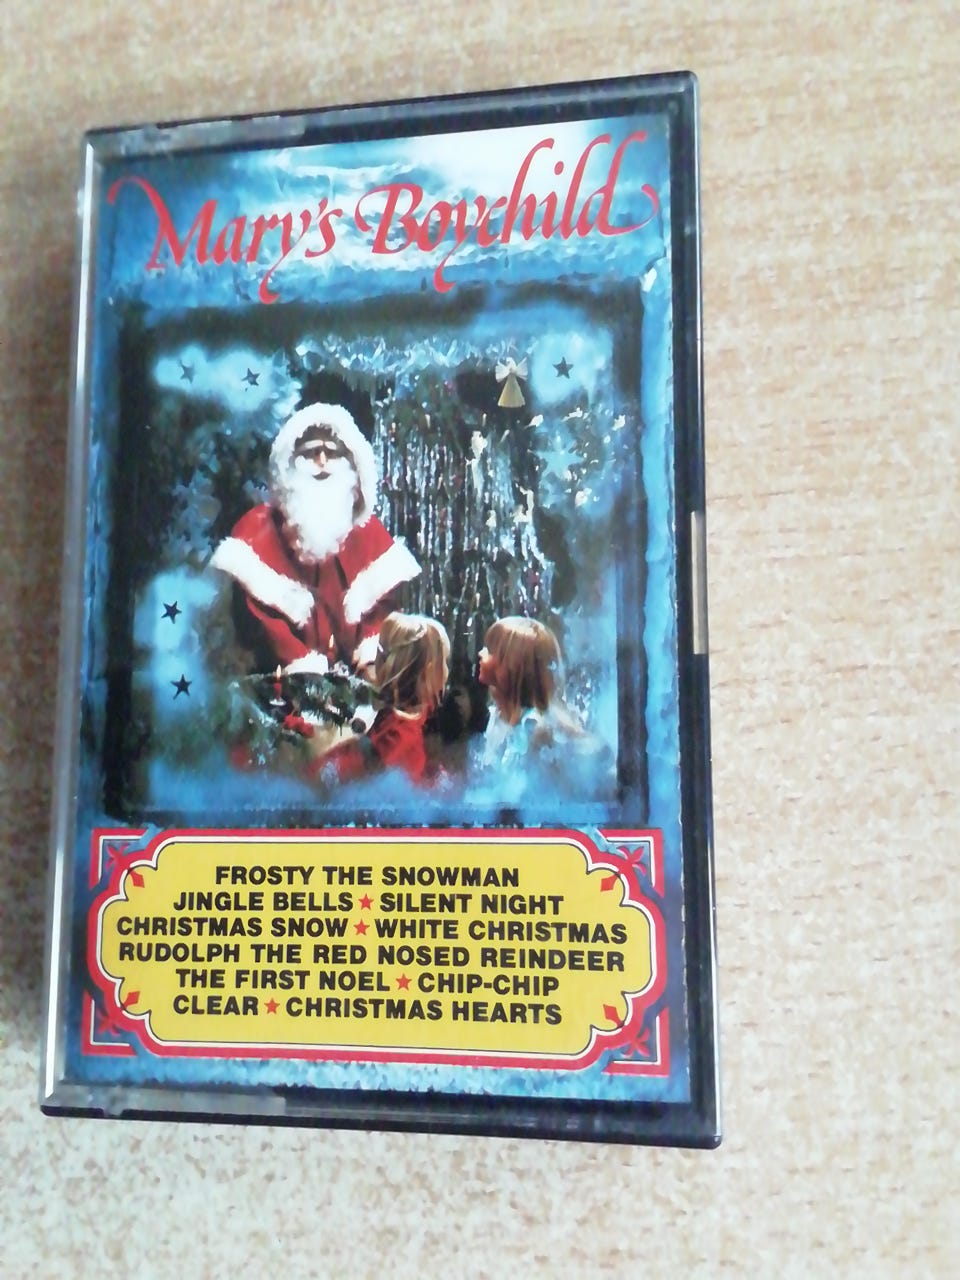 Mary's Boychild
FROSTY THE SNOWMAN
JINGLE BELLS ★ SILENT NIGHT
CHRISTMAS SNOW ★ WHITE CHRISTMAS
RUDOLPH THE RED NOSED REINDEER
THE FIRST NOEL ★ CHIP-CHIP
CLEAR ★ CHRISTMAS HEARTS